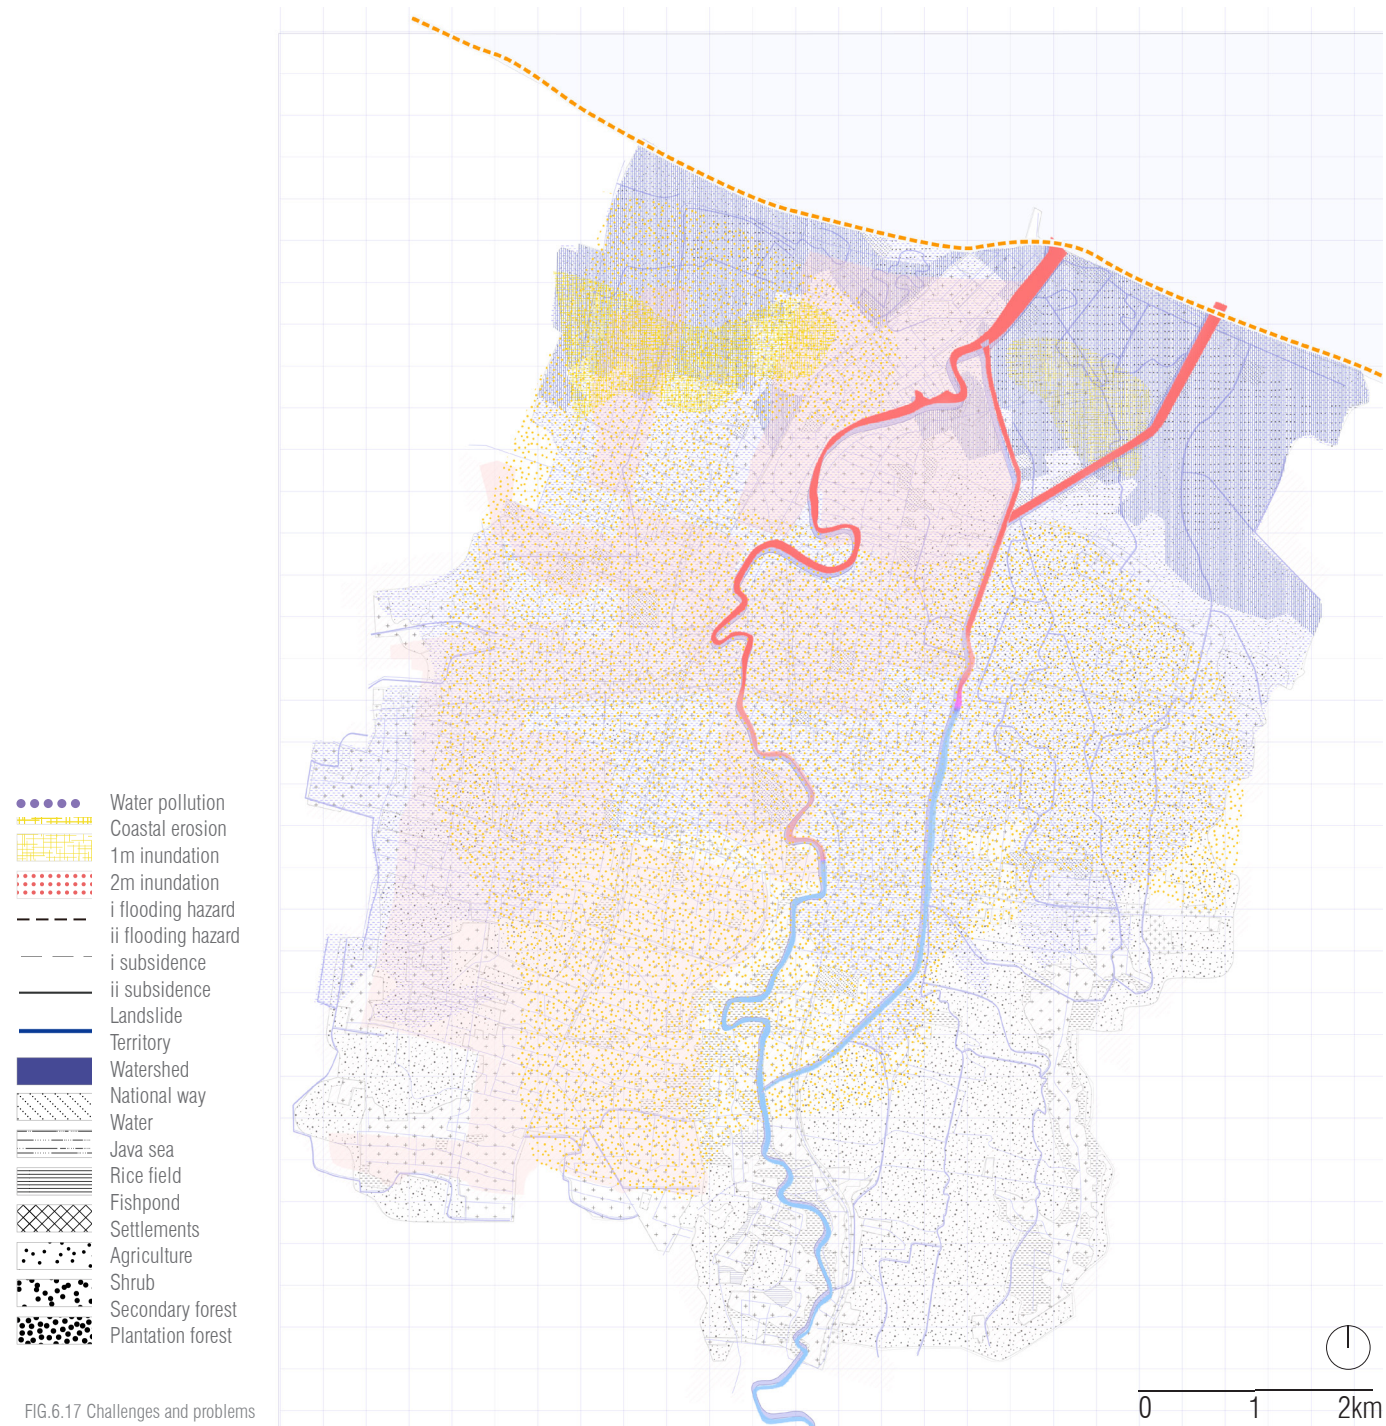 Water pollution
Coastal erosion
1m inundation
2m inundation
i flooding hazard
ii flooding hazard
i subsidence
ii subsidence
Landslide
Territory
Watershed
National way
Water
Java sea
Rice field
Fishpond
Settlements
Agriculture
Shrub
Secondary forest
Plantation forest
FIG.6.17 Challenges and problems
0 1 2km